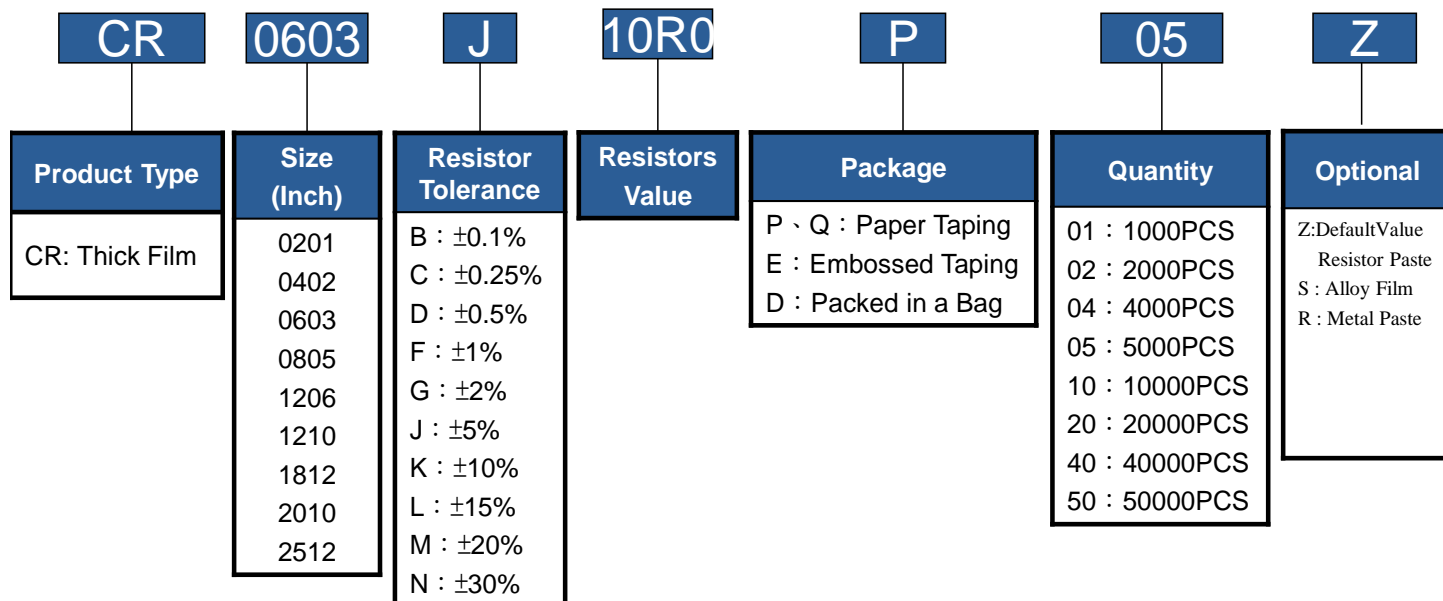 CR 0603 J 10R0 P 05 Z
Product Type
CR: Thick Film
Size
(Inch)
0201
0402
0603
0805
1206
1210
1812
2010
2512
Resistor
Tolerance
B：±0.1%
C：±0.25%
D：±0.5%
F：±1%
G：±2%
J：±5%
K：±10%
L：±15%
M：±20%
N：±30%
Resistors
Value
Package
P、Q：Paper Taping
E：Embossed Taping
D：Packed in a Bag
Quantity
01：1000PCS
02：2000PCS
04：4000PCS
05：5000PCS
10：10000PCS
20：20000PCS
40：40000PCS
50：50000PCS
Optional
Z:DefaultValue
Resistor Paste
S : Alloy Film
R : Metal Paste